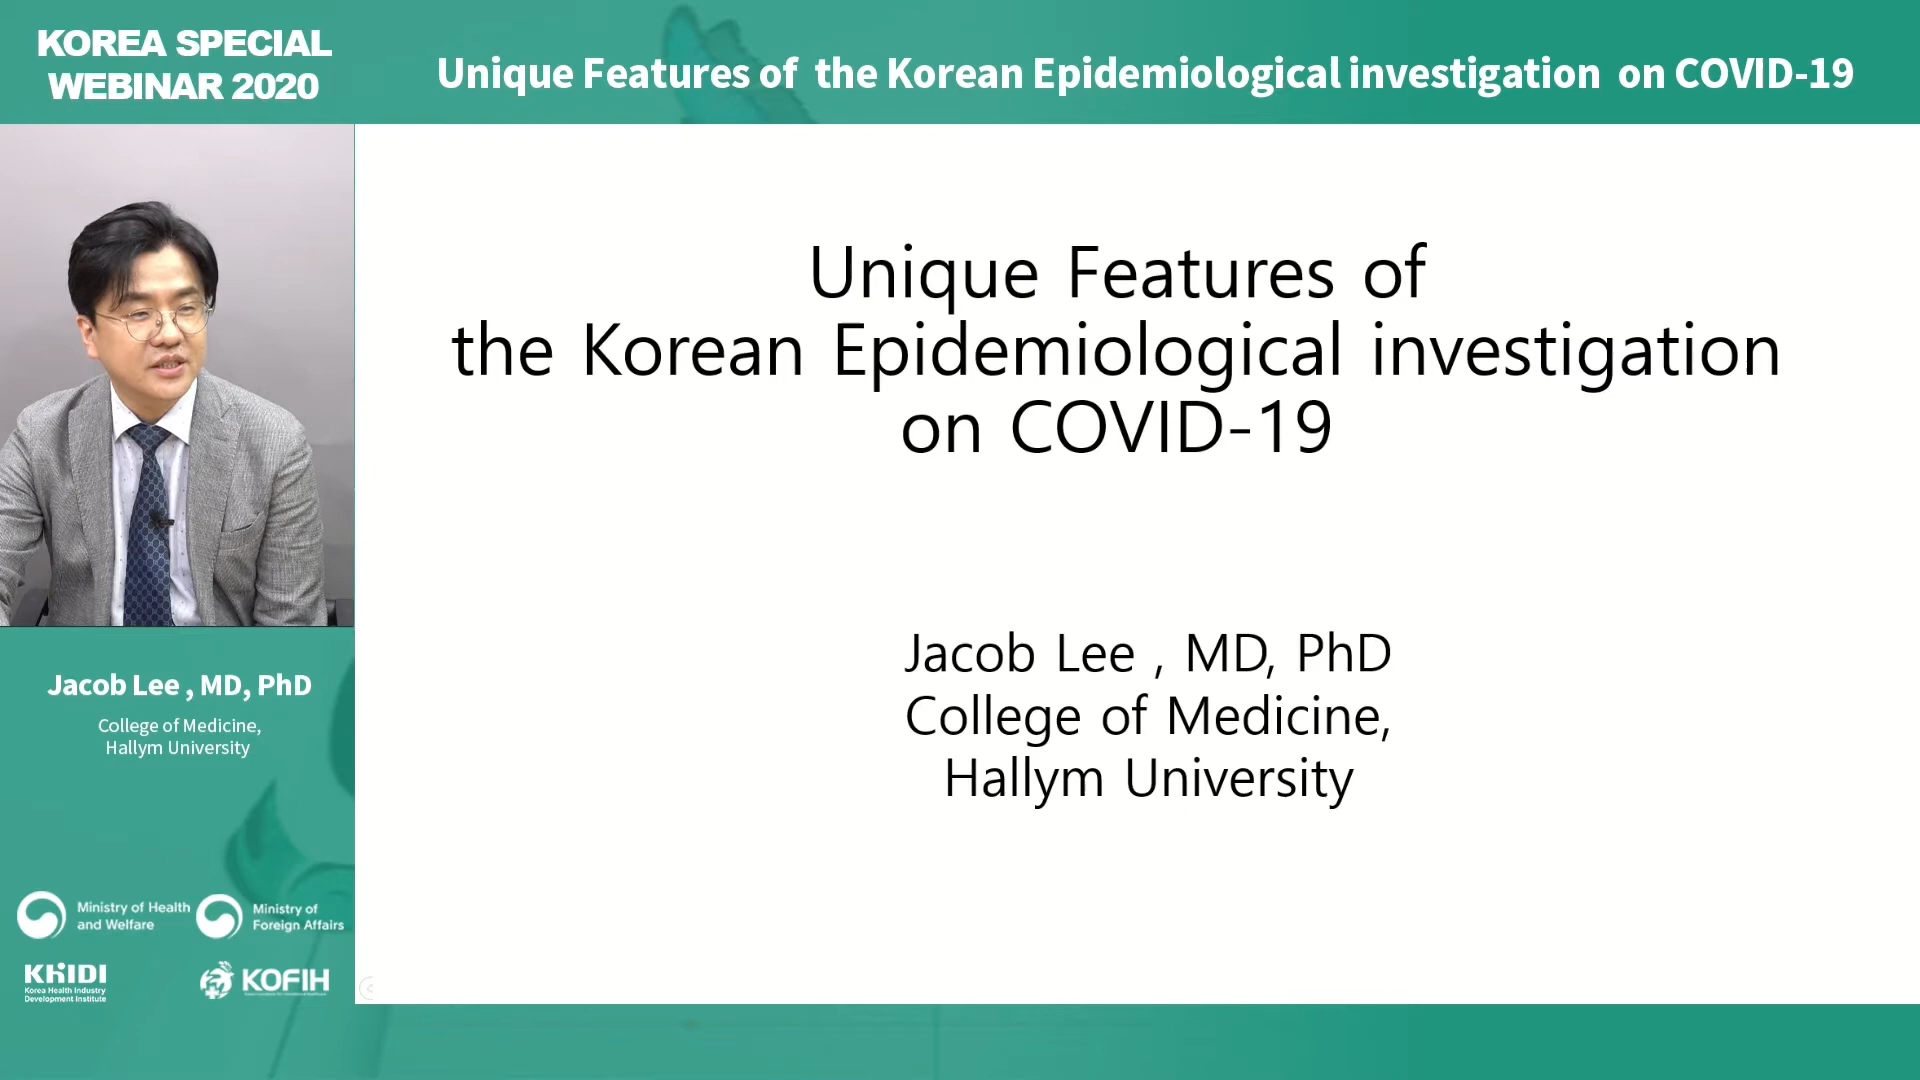 KOREA SPECIAL
WEBINAR 2020
Unique Features of the Korean Epidemiological investigation on COVID-19
Unique Features of
the Korean Epidemiological investigation
on COVID-19
Jacob Lee , MD, PhD
College of Medicine,
Hallym University
Jacob Lee , MD, PhD
College of Medicine,
Hallym University
Ministry of Health
and Welfare
Ministry of
Foreign Affairs
KHIDI
Korea Health Industry
Development Institute
KOFIH